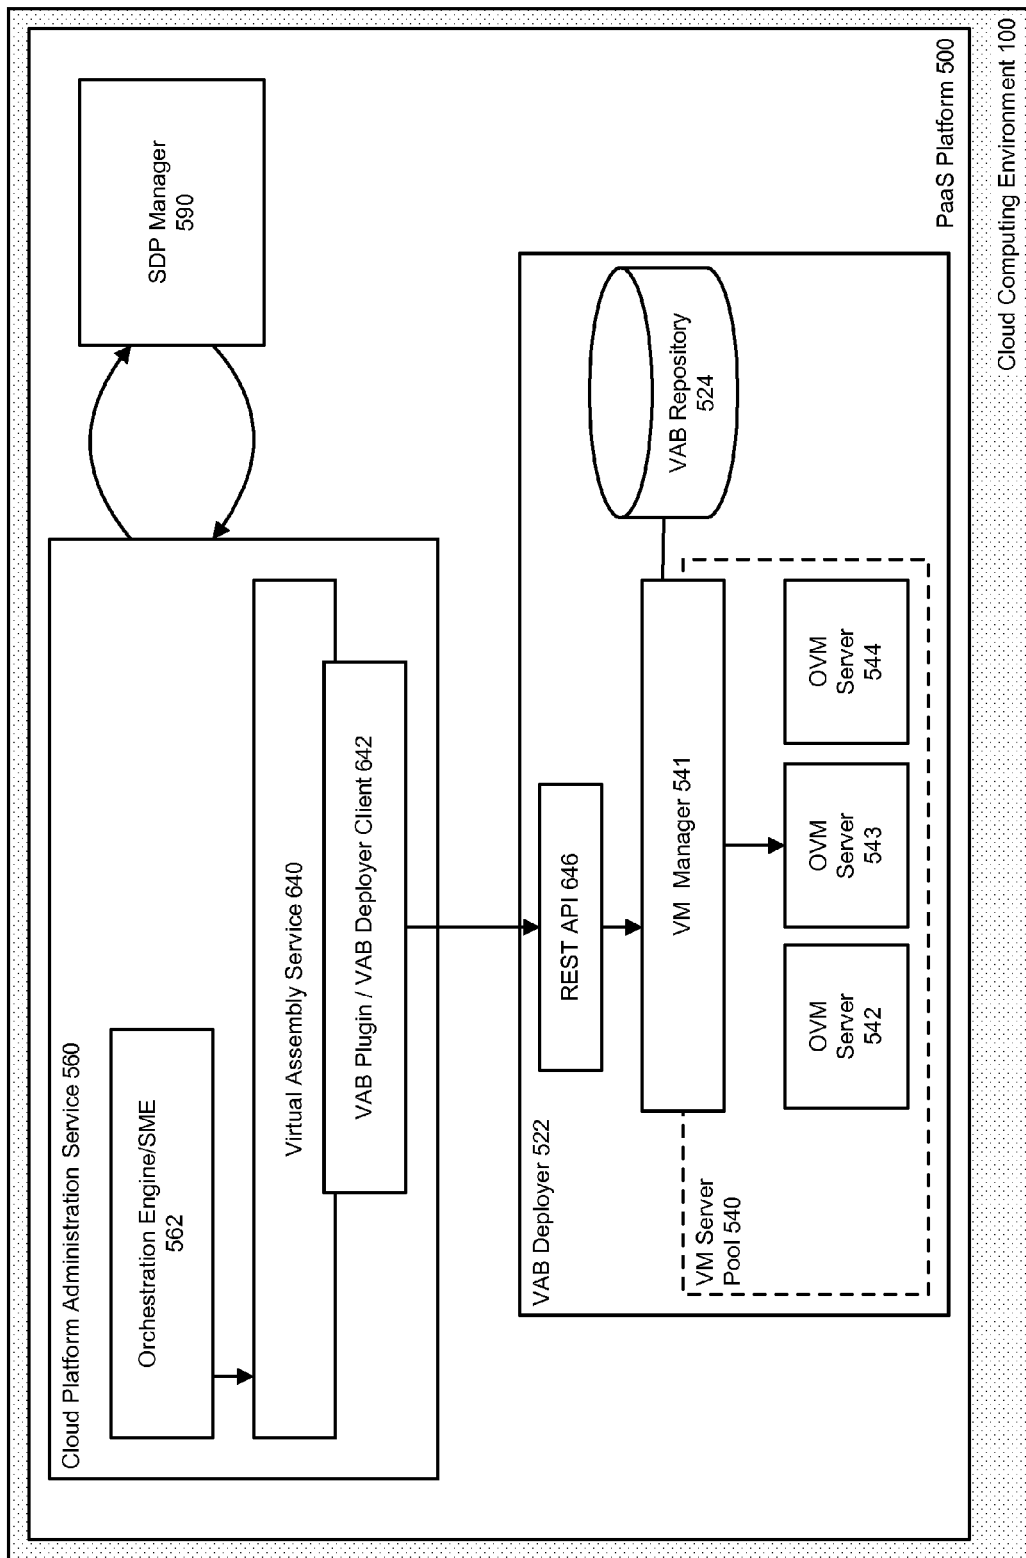 Cloud Platform Administration Service 560
Orchestration Engine/SME
562
Virtual Assembly Service 640
VAB Plugin / VAB Deployer Client 642
SDP Manager
590
VAB Deployer 522
REST API 646
VM Manager 541
VAB Repository
524
VM Server
Pool 540
OVM
Server
542
OVM
Server
543
OVM
Server
544
PaaS Platform 500
Cloud Computing Environment 100